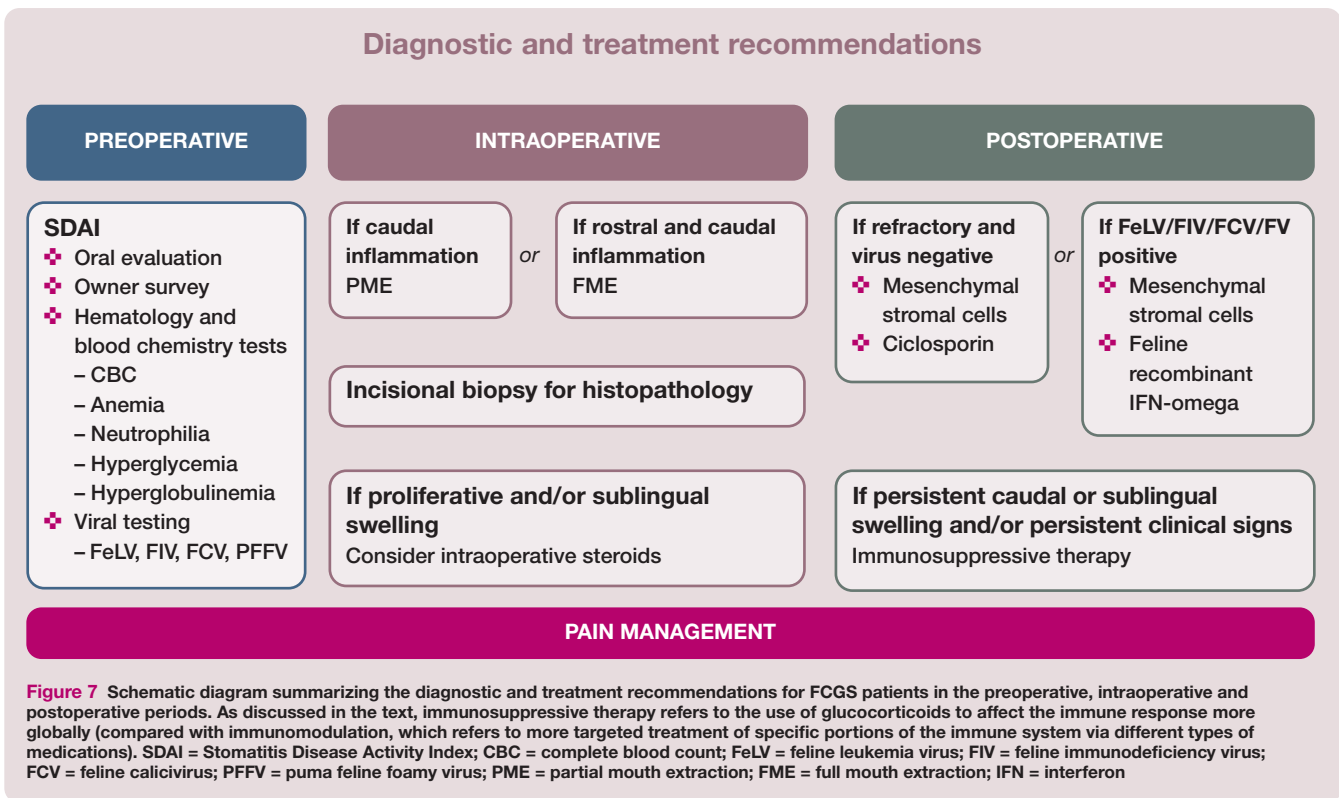 Diagnostic and treatment recommendations
PREOPERATIVE
SDAI
❖ Oral evaluation
❖ Owner survey
❖ Hematology and
blood chemistry tests
– CBC
– Anemia
– Neutrophilia
– Hyperglycemia
– Hyperglobulinemia
❖ Viral testing
– FeLV, FIV, FCV, PFFV
INTRAOPERATIVE
If caudal
inflammation
PME
or
If rostral and caudal
inflammation
FME
Incisional biopsy for histopathology
If proliferative and/or sublingual
swelling
Consider intraoperative steroids
POSTOPERATIVE
If refractory and
virus negative
❖ Mesenchymal
stromal cells
❖ Ciclosporin
or
If FeLV/FIV/FCV/FV
positive
❖ Mesenchymal
stromal cells
❖ Feline
recombinant
IFN-omega
If persistent caudal or sublingual
swelling and/or persistent clinical signs
Immunosuppressive therapy
PAIN MANAGEMENT
Figure 7 Schematic diagram summarizing the diagnostic and treatment recommendations for FCGS patients in the preoperative, intraoperative and
postoperative periods. As discussed in the text, immunosuppressive therapy refers to the use of glucocorticoids to affect the immune response more
globally (compared with immunomodulation, which refers to more targeted treatment of specific portions of the immune system via different types of
medications). SDAI = Stomatitis Disease Activity Index; CBC = complete blood count; FeLV = feline leukemia virus; FIV = feline immunodeficiency virus;
FCV = feline calicivirus; PFFV = puma feline foamy virus; PME = partial mouth extraction; FME = full mouth extraction; IFN = interferon